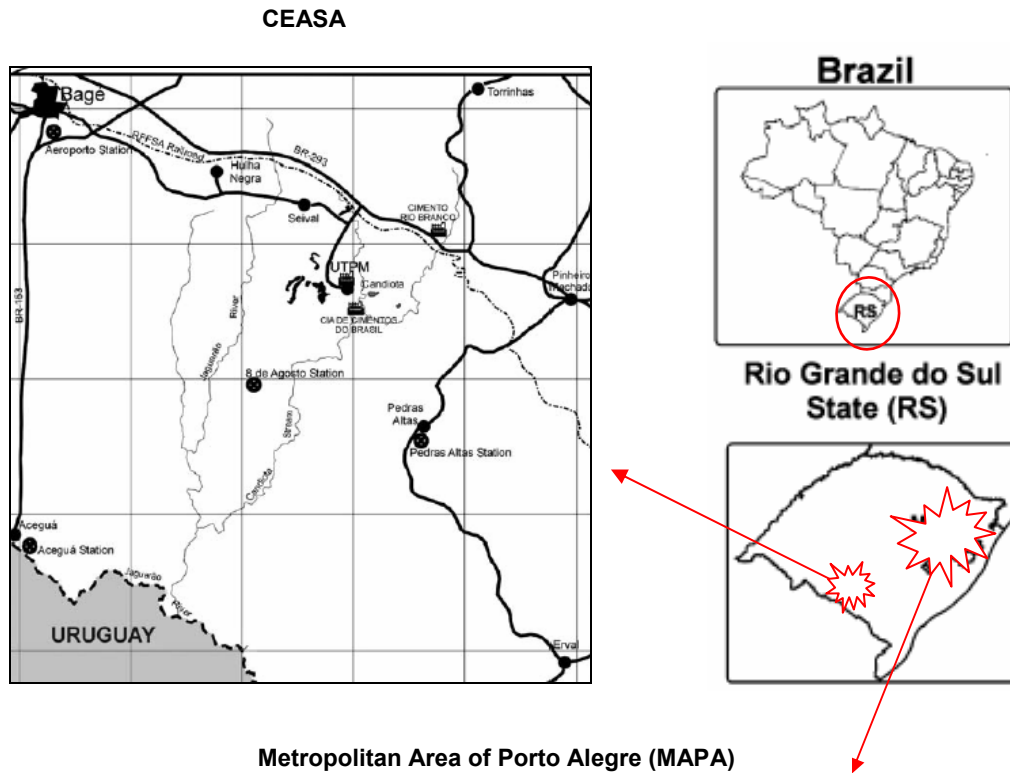 CEASA
Bagé
Aeroporto Station
RFFSA Railroad
BR-293
Hulha
Negra
Seival
Torrinhas
CIMENTO
RIO BRANCO
UTPM
Candiota
CIA DE CIMENTOS
DO BRASIL
Pinheiro
Machado
BR-153
River
Jaguarão
8 de Agosto Station
Stream
Candiota
Pedras
Altas
Pedras Altas Station
Aceguá
Aceguá Station
Jaguarão
River
URUGUAY
Erval
Brazil
RS
Rio Grande do Sul
State (RS)
Metropolitan Area of Porto Alegre (MAPA)